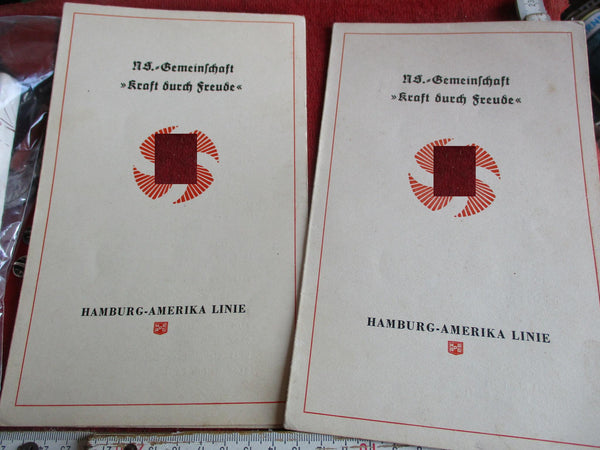 NS.-Gemeinschaft
»Kraft durch Freude«
HAMBURG-AMERIKA LINIE
NS.-Gemeinschaft
»Kraft durch Freude«
HAMBURG-AMERIKA LINIE